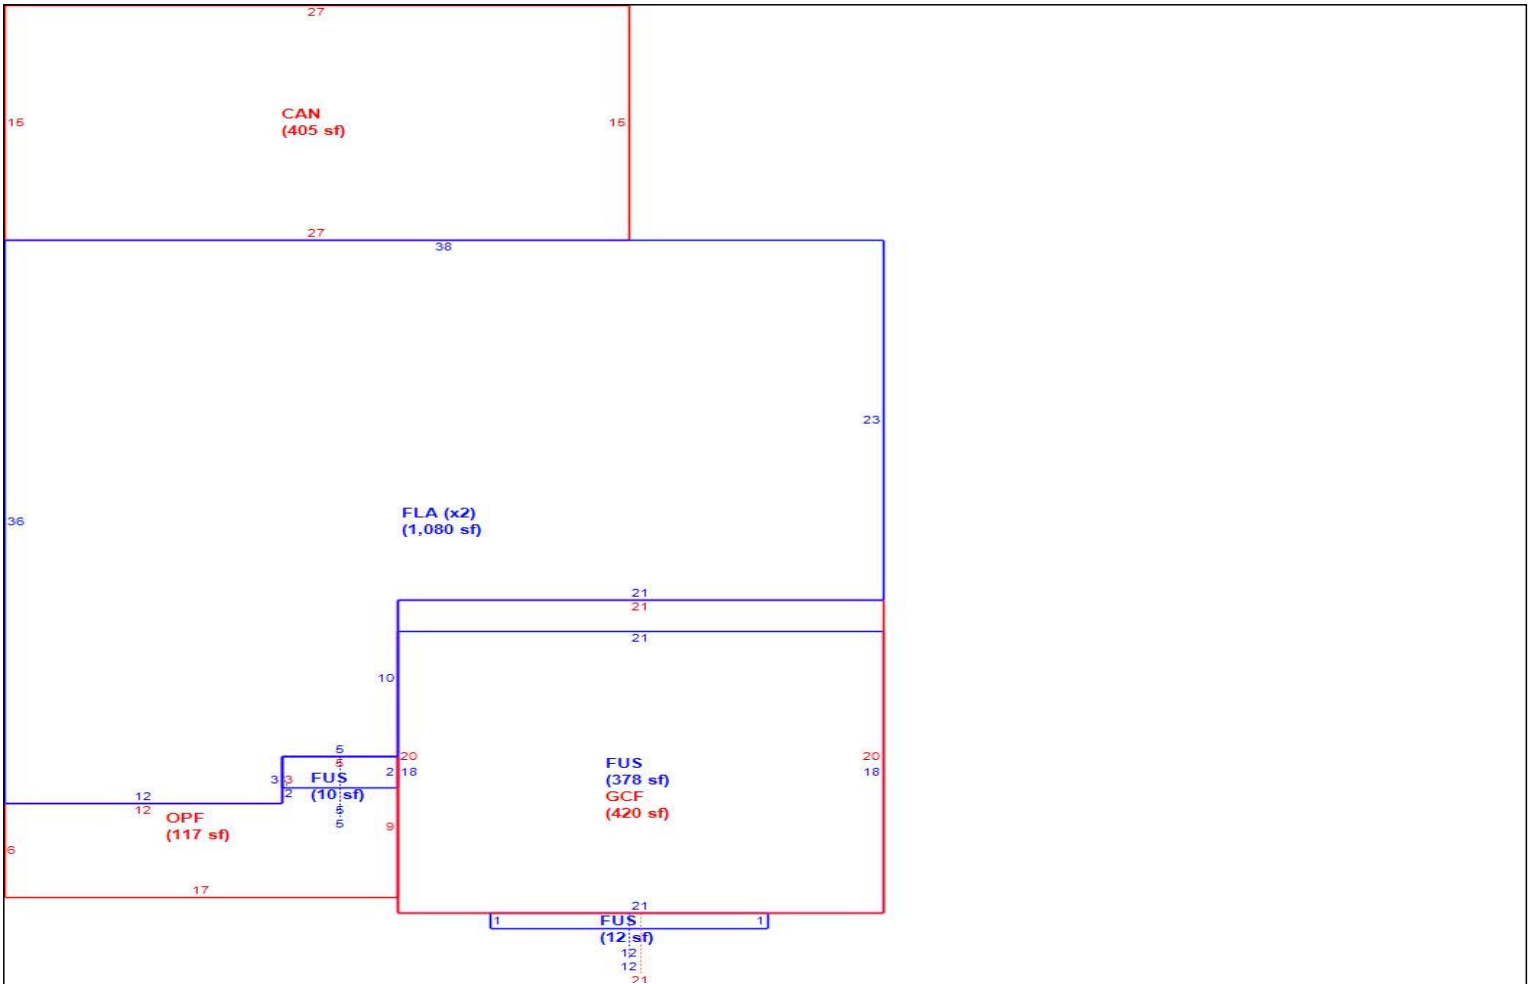 27
CAN
(405 sf)
15 15
27
38
23
FLA (x2)
(1,080 sf)
36
21
21
21
10
5
5
20 20
FUS
(378 sf)
3 3 FUS 2 18 18
2 (10 sf)
GCF
(420 sf)
12
12
5
5
OPF
(117 sf)
9
6
17
21
1 FUS 1
(12 sf)
12
12
21